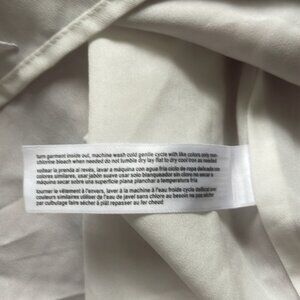 turn garment inside out, machine wash cold gentle cycle with like colors only non-
chlorine bleach when needed do not tumble dry lay flat to dry cool iron as needed
voltear la prenda al revés, lavar a máquina con agua fría ciclo de ropa delicada con
colores similares, usar jabón suave usar solo blanqueador sin cloro no secar a
máquina secar sobre una superficie plana planchar a temperatura fría
tourner le vêtement à l'envers, laver à la machine à l'eau froide cycle délicat avec
couleurs similaires utiliser de javel sans chlore au besoin ne pas sécher
par culbutage faire sécher à plat repasser au fer chaud